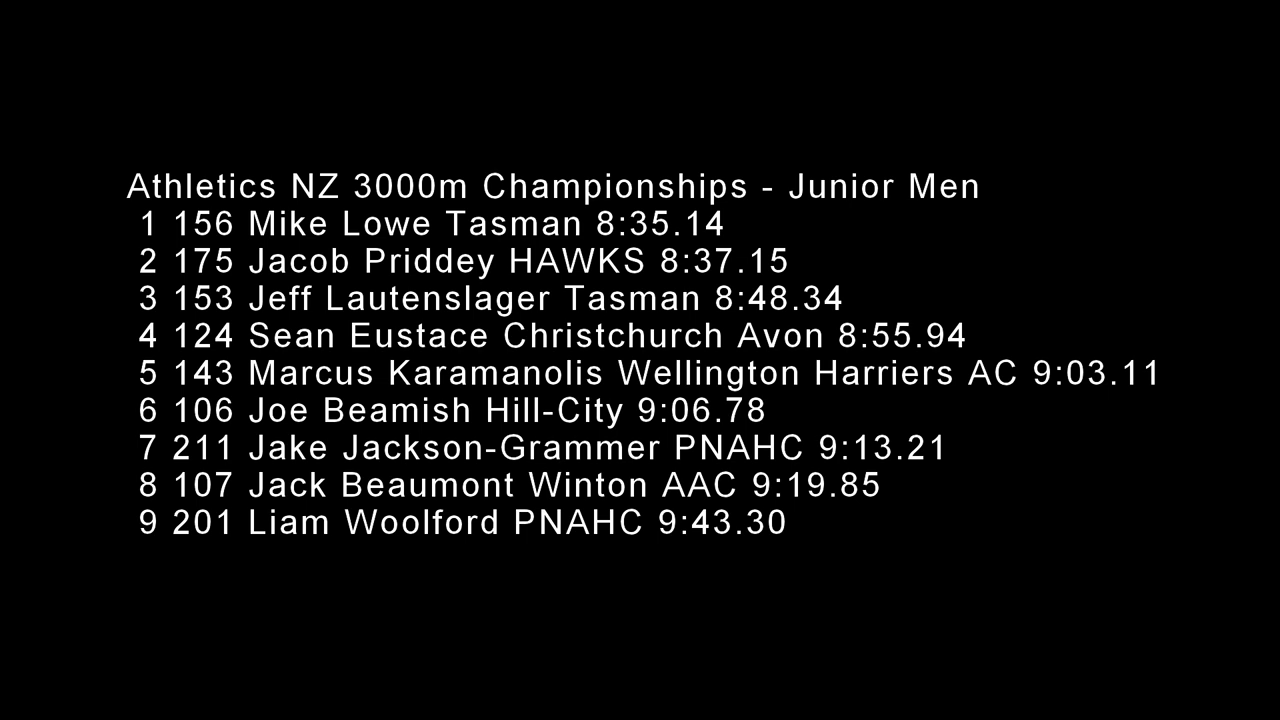 Athletics NZ 3000m Championships - Junior Men
1 156 Mike Lowe Tasman 8:35.14
2 175 Jacob Priddey HAWKS 8:37.15
3 153 Jeff Lautenslager Tasman 8:48.34
4 124 Sean Eustace Christchurch Avon 8:55.94
5 143 Marcus Karamanolis Wellington Harriers AC 9:03.11
6 106 Joe Beamish Hill-City 9:06.78
7 211 Jake Jackson-Grammer PNAHC 9:13.21
8 107 Jack Beaumont Winton AAC 9:19.85
9 201 Liam Woolford PNAHC 9:43.30